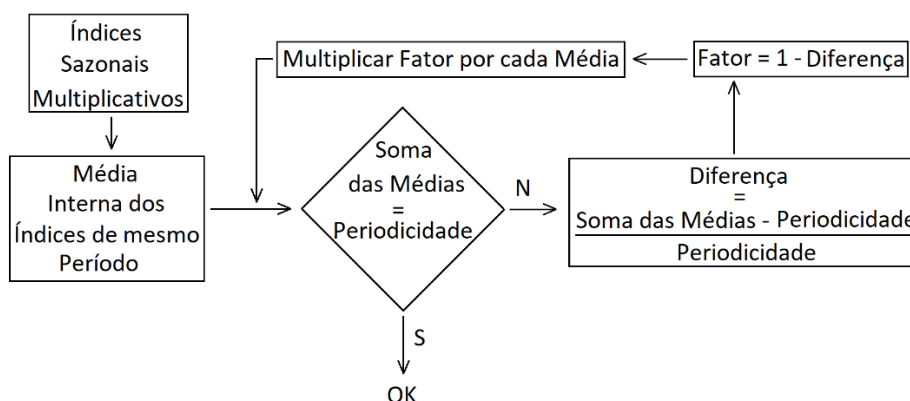 Índices
Sazonais
Multiplicativos
Média
Interna dos
Índices de mesmo
Período
Soma
das Médias
=
Periodicidade
N
Diferença
=
Soma das Médias - Periodicidade
Periodicidade
Fator = 1 - Diferença
Multiplicar Fator por cada Média
S
OK